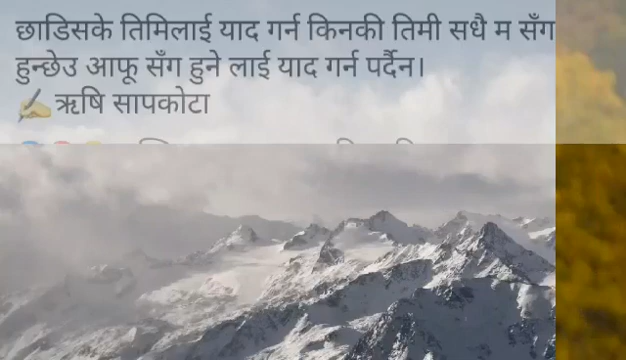 छाडिसके तिमिलाई याद गर्न किनकी तिमी सधै म सँग
हुन्छेउ आफू सँग हुने लाई याद गर्न पर्दैन।
✍️ऋषि सापकोटा